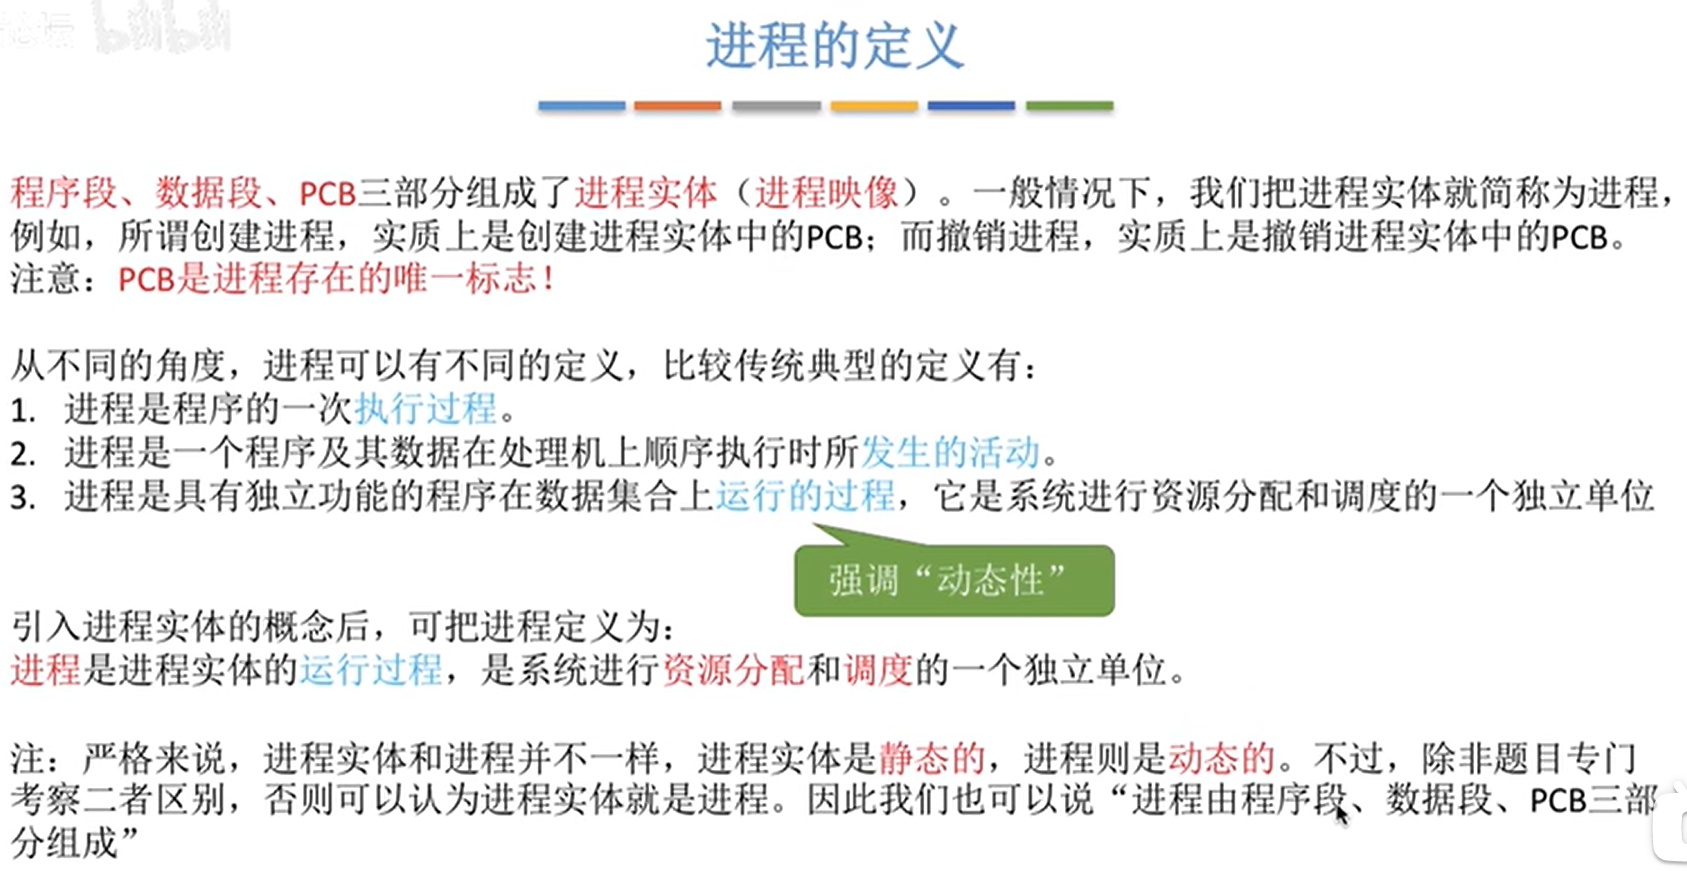 bilibili
进程的定义
程序段、数据段、PCB三部分组成了进程实体（进程映像）。一般情况下，我们把进程实体就简称为进程，
例如，所谓创建进程，实质上是创建进程实体中的PCB；而撤销进程，实质上是撤销进程实体中的PCB。
注意：PCB是进程存在的唯一标志！
从不同的角度，进程可以有不同的定义，比较传统典型的定义有：
1. 进程是程序的一次执行过程。
2. 进程是一个程序及其数据在处理机上顺序执行时所发生的活动。
3. 进程是具有独立功能的程序在数据集合上运行的过程，它是系统进行资源分配和调度的一个独立单位
强调“动态性”
引入进程实体的概念后，可把进程定义为：
进程是进程实体的运行过程，是系统进行资源分配和调度的一个独立单位。
注：严格来说，进程实体和进程并不一样，进程实体是静态的，进程则是动态的。不过，除非题目专门
考察二者区别，否则可以认为进程实体就是进程。因此我们也可以说“进程由程序段、数据段、PCB三部
分组成”